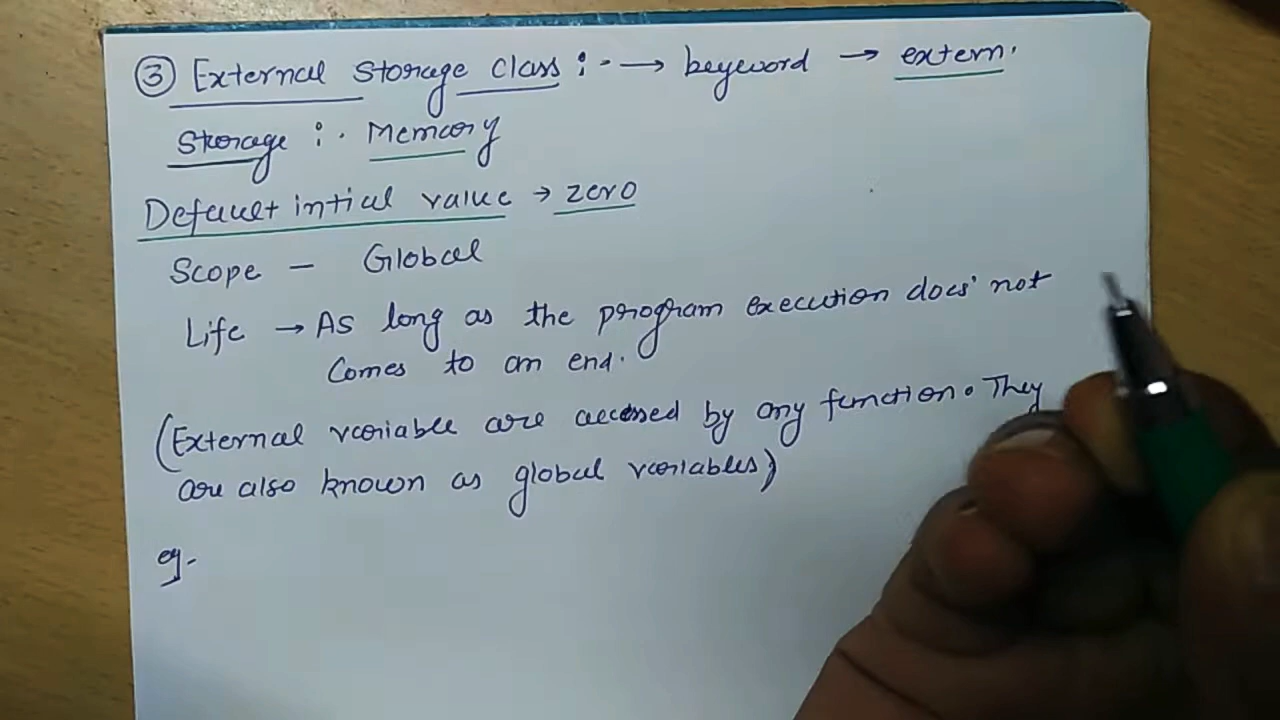 ③ External Storage Class :- → keyword → extern.
Storage :- Memory
Default intial value → zero
Scope - Global
Life → As long as the program execution does not
Comes to an end.
(External variable are accessed by any function. They
are also known as global variables)
eg.